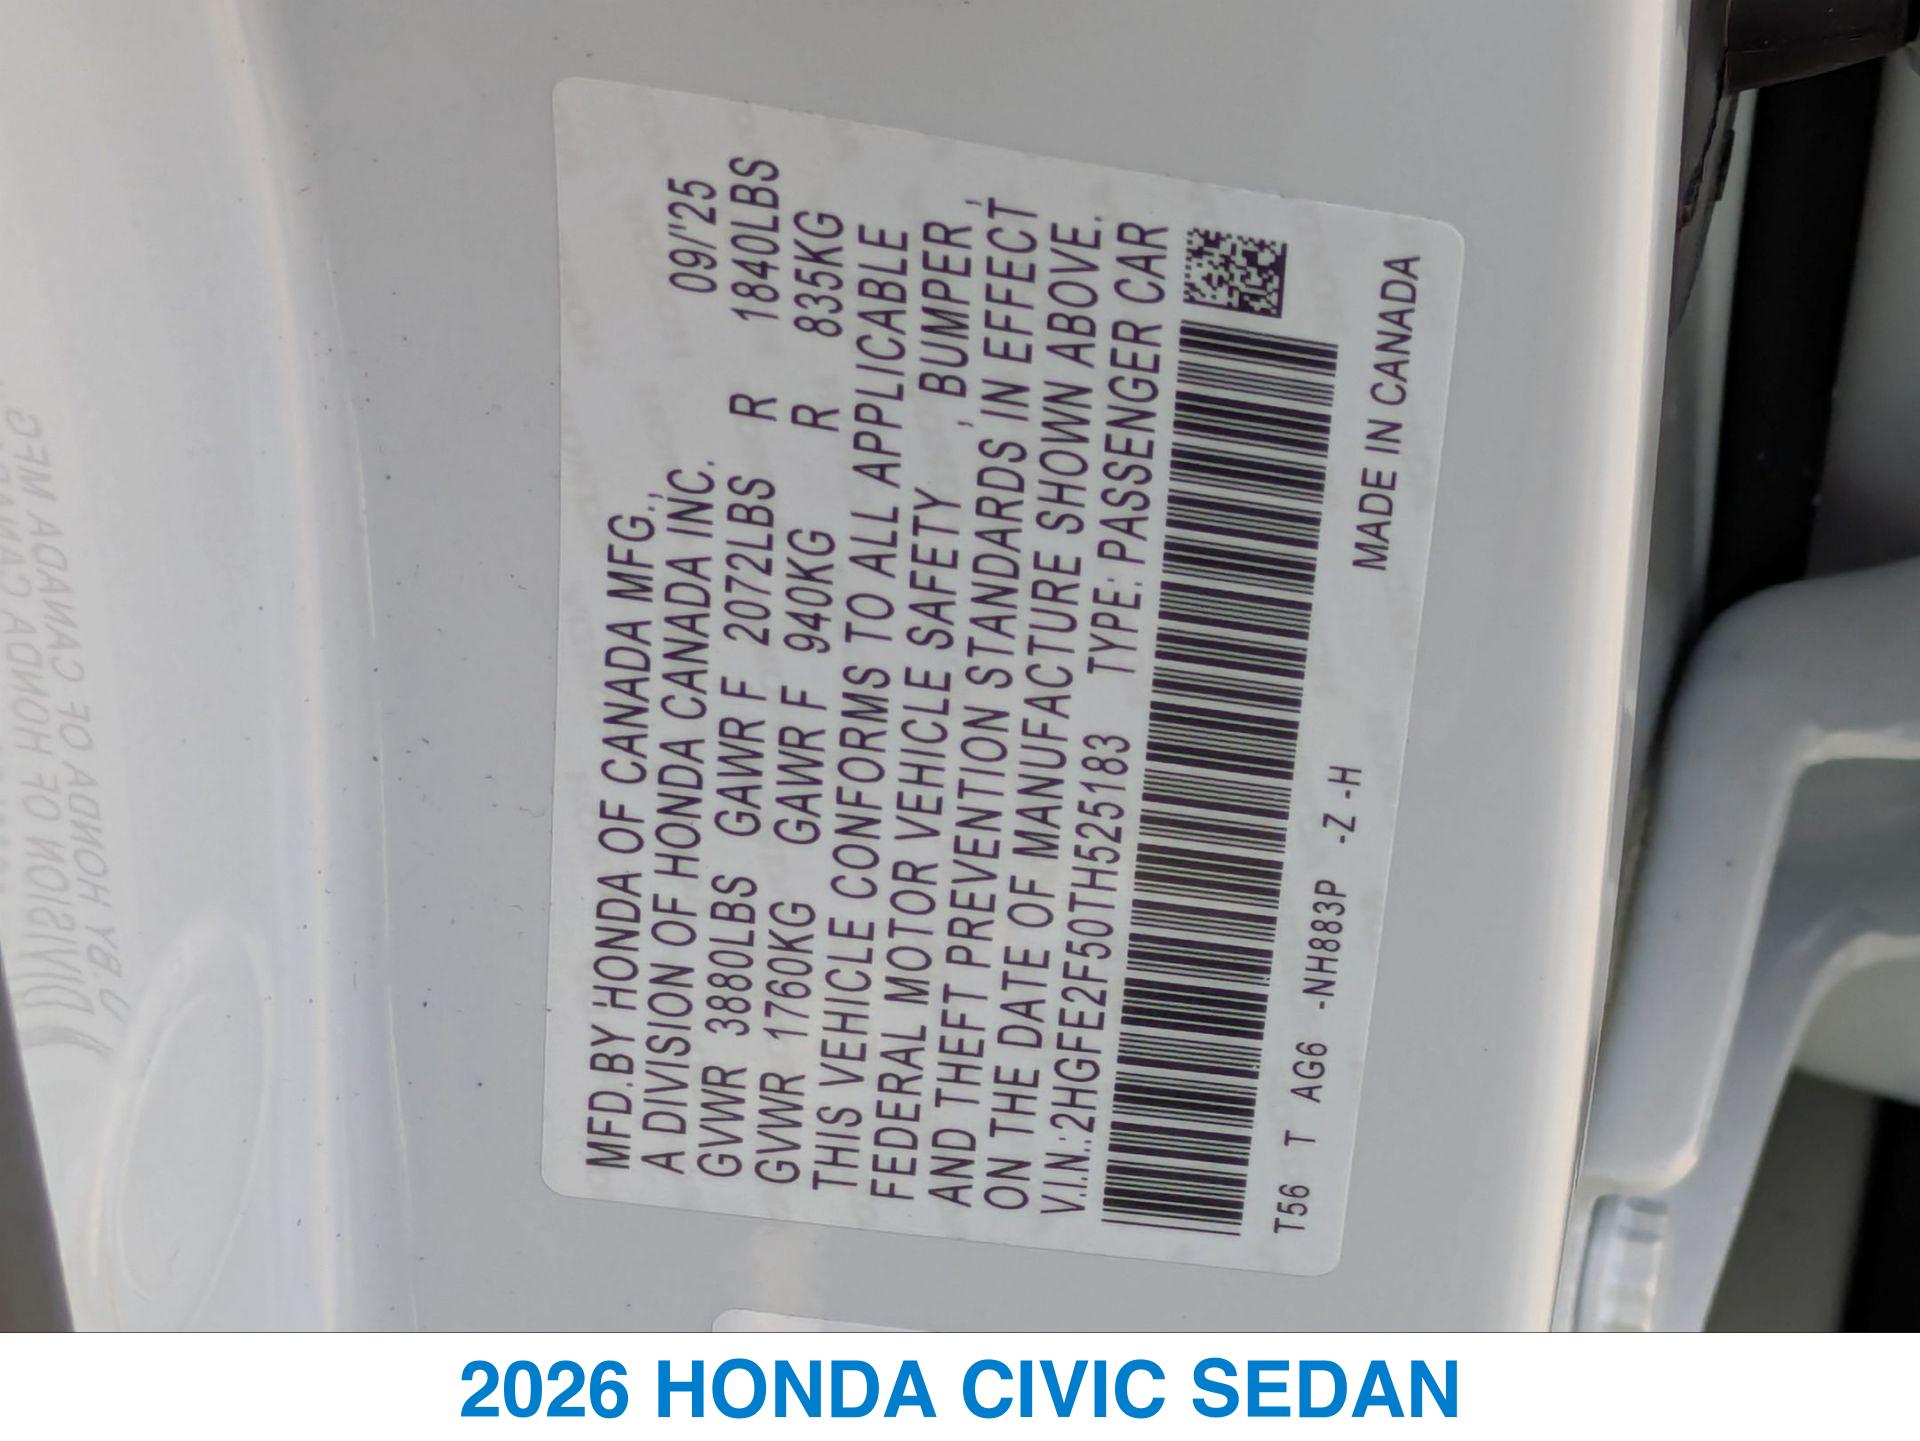 MFD.BY HONDA OF CANADA MFG.,
A DIVISION OF HONDA CANADA INC. 09/'25
GVWR 3880LBS GAWR F 2072LBS R 1840LBS
GVWR 1760KG GAWR F 940KG R 835KG
THIS VEHICLE CONFORMS TO ALL APPLICABLE
FEDERAL MOTOR VEHICLE SAFETY , BUMPER ,
AND THEFT PREVENTION STANDARDS IN EFFECT
ON THE DATE OF MANUFACTURE SHOWN ABOVE.
V.I.N.:2HGFE2F50TH525183 TYPE: PASSENGER CAR
T56 T AG6 -NH883P -Z -H
MADE IN CANADA
2026 HONDA CIVIC SEDAN